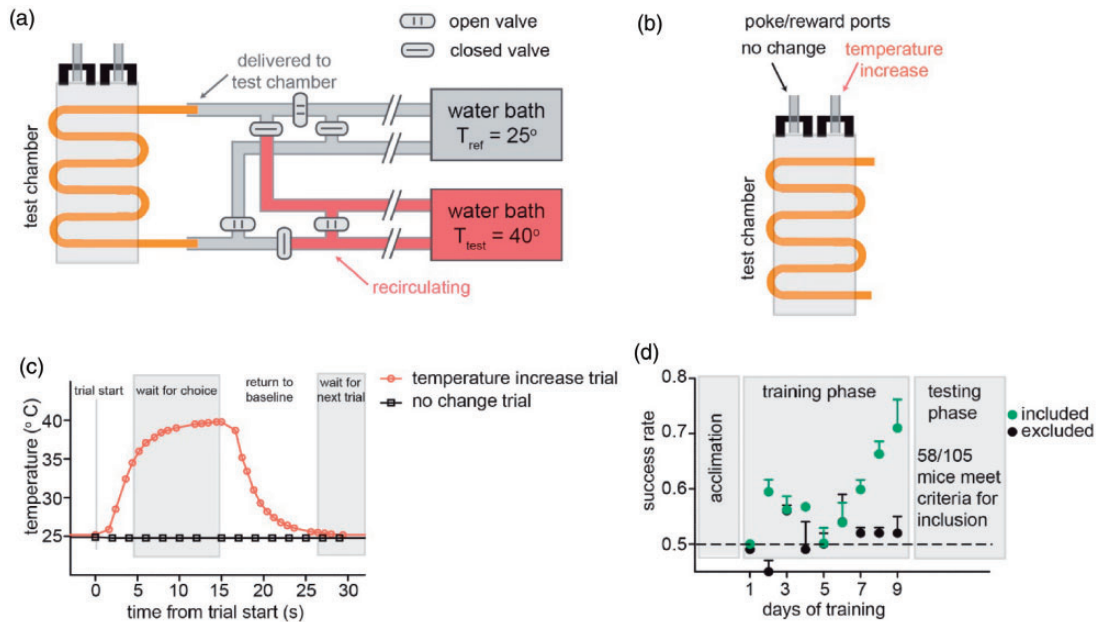 (a)
open valve
closed valve
delivered to
test chamber
test chamber
water bath
Tref = 25°
water bath
Ttest = 40°
recirculating
(b)
poke/reward ports
no change
temperature
increase
test chamber
(c)
trial start
wait for choice
return to
baseline
wait for
next trial
temperature increase trial
no change trial
temperature (° C)
40
35
30
25
0 5 10 15 20 25 30
time from trial start (s)
(d)
success rate
0.8
0.7
0.6
0.5
acclimation
training phase
testing
phase
58/105
mice meet
criteria for
inclusion
included
excluded
1 3 5 7 9
days of training